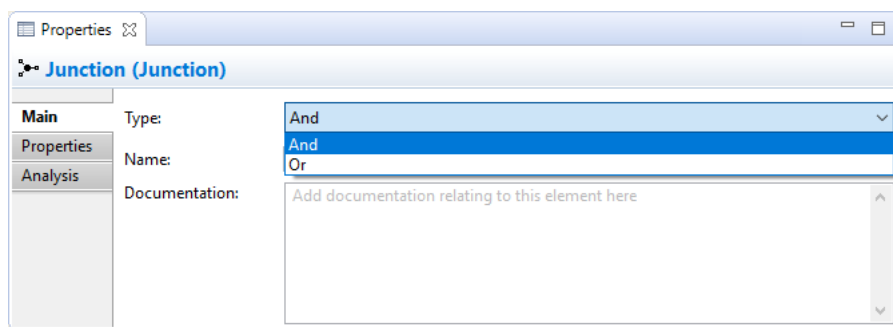 Properties
Junction (Junction)
Main
Type:
And
Properties
And
Name:
Or
Analysis
Documentation:
Add documentation relating to this element here